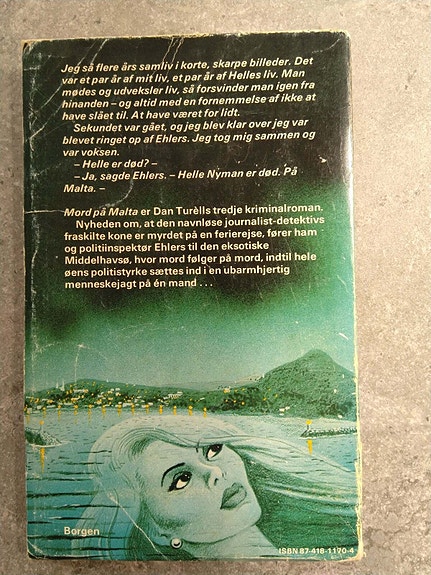 Jeg så flere års samliv i korte, skarpe billeder. Det
var et par år af mit liv, et par år af Helles liv. Man
mødes og udveksler liv, så forsvinder man igen fra
hinanden – og altid med en fornemmelse af ikke at
have slået til. At have været for lidt.
Sekundet var gået, og jeg blev klar over jeg var
blevet ringet op af Ehlers. Jeg tog mig sammen og
var voksen.
– Helle er død? –
– Ja, sagde Ehlers. – Helle Nyman er død. På
Malta. –
Mord på Malta er Dan Turèlls tredje kriminalroman.
Nyheden om, at den navnløse journalist-detektivs
fraskilte kone er myrdet på en ferierejse, fører ham
og politiinspektør Ehlers til den eksotiske
Middelhavsø, hvor mord følger på mord, indtil hele
øens politistyrke sættes ind i en ubarmhjertig
menneskejagt på én mand . . .
Borgen
ISBN 87-418-1170-4